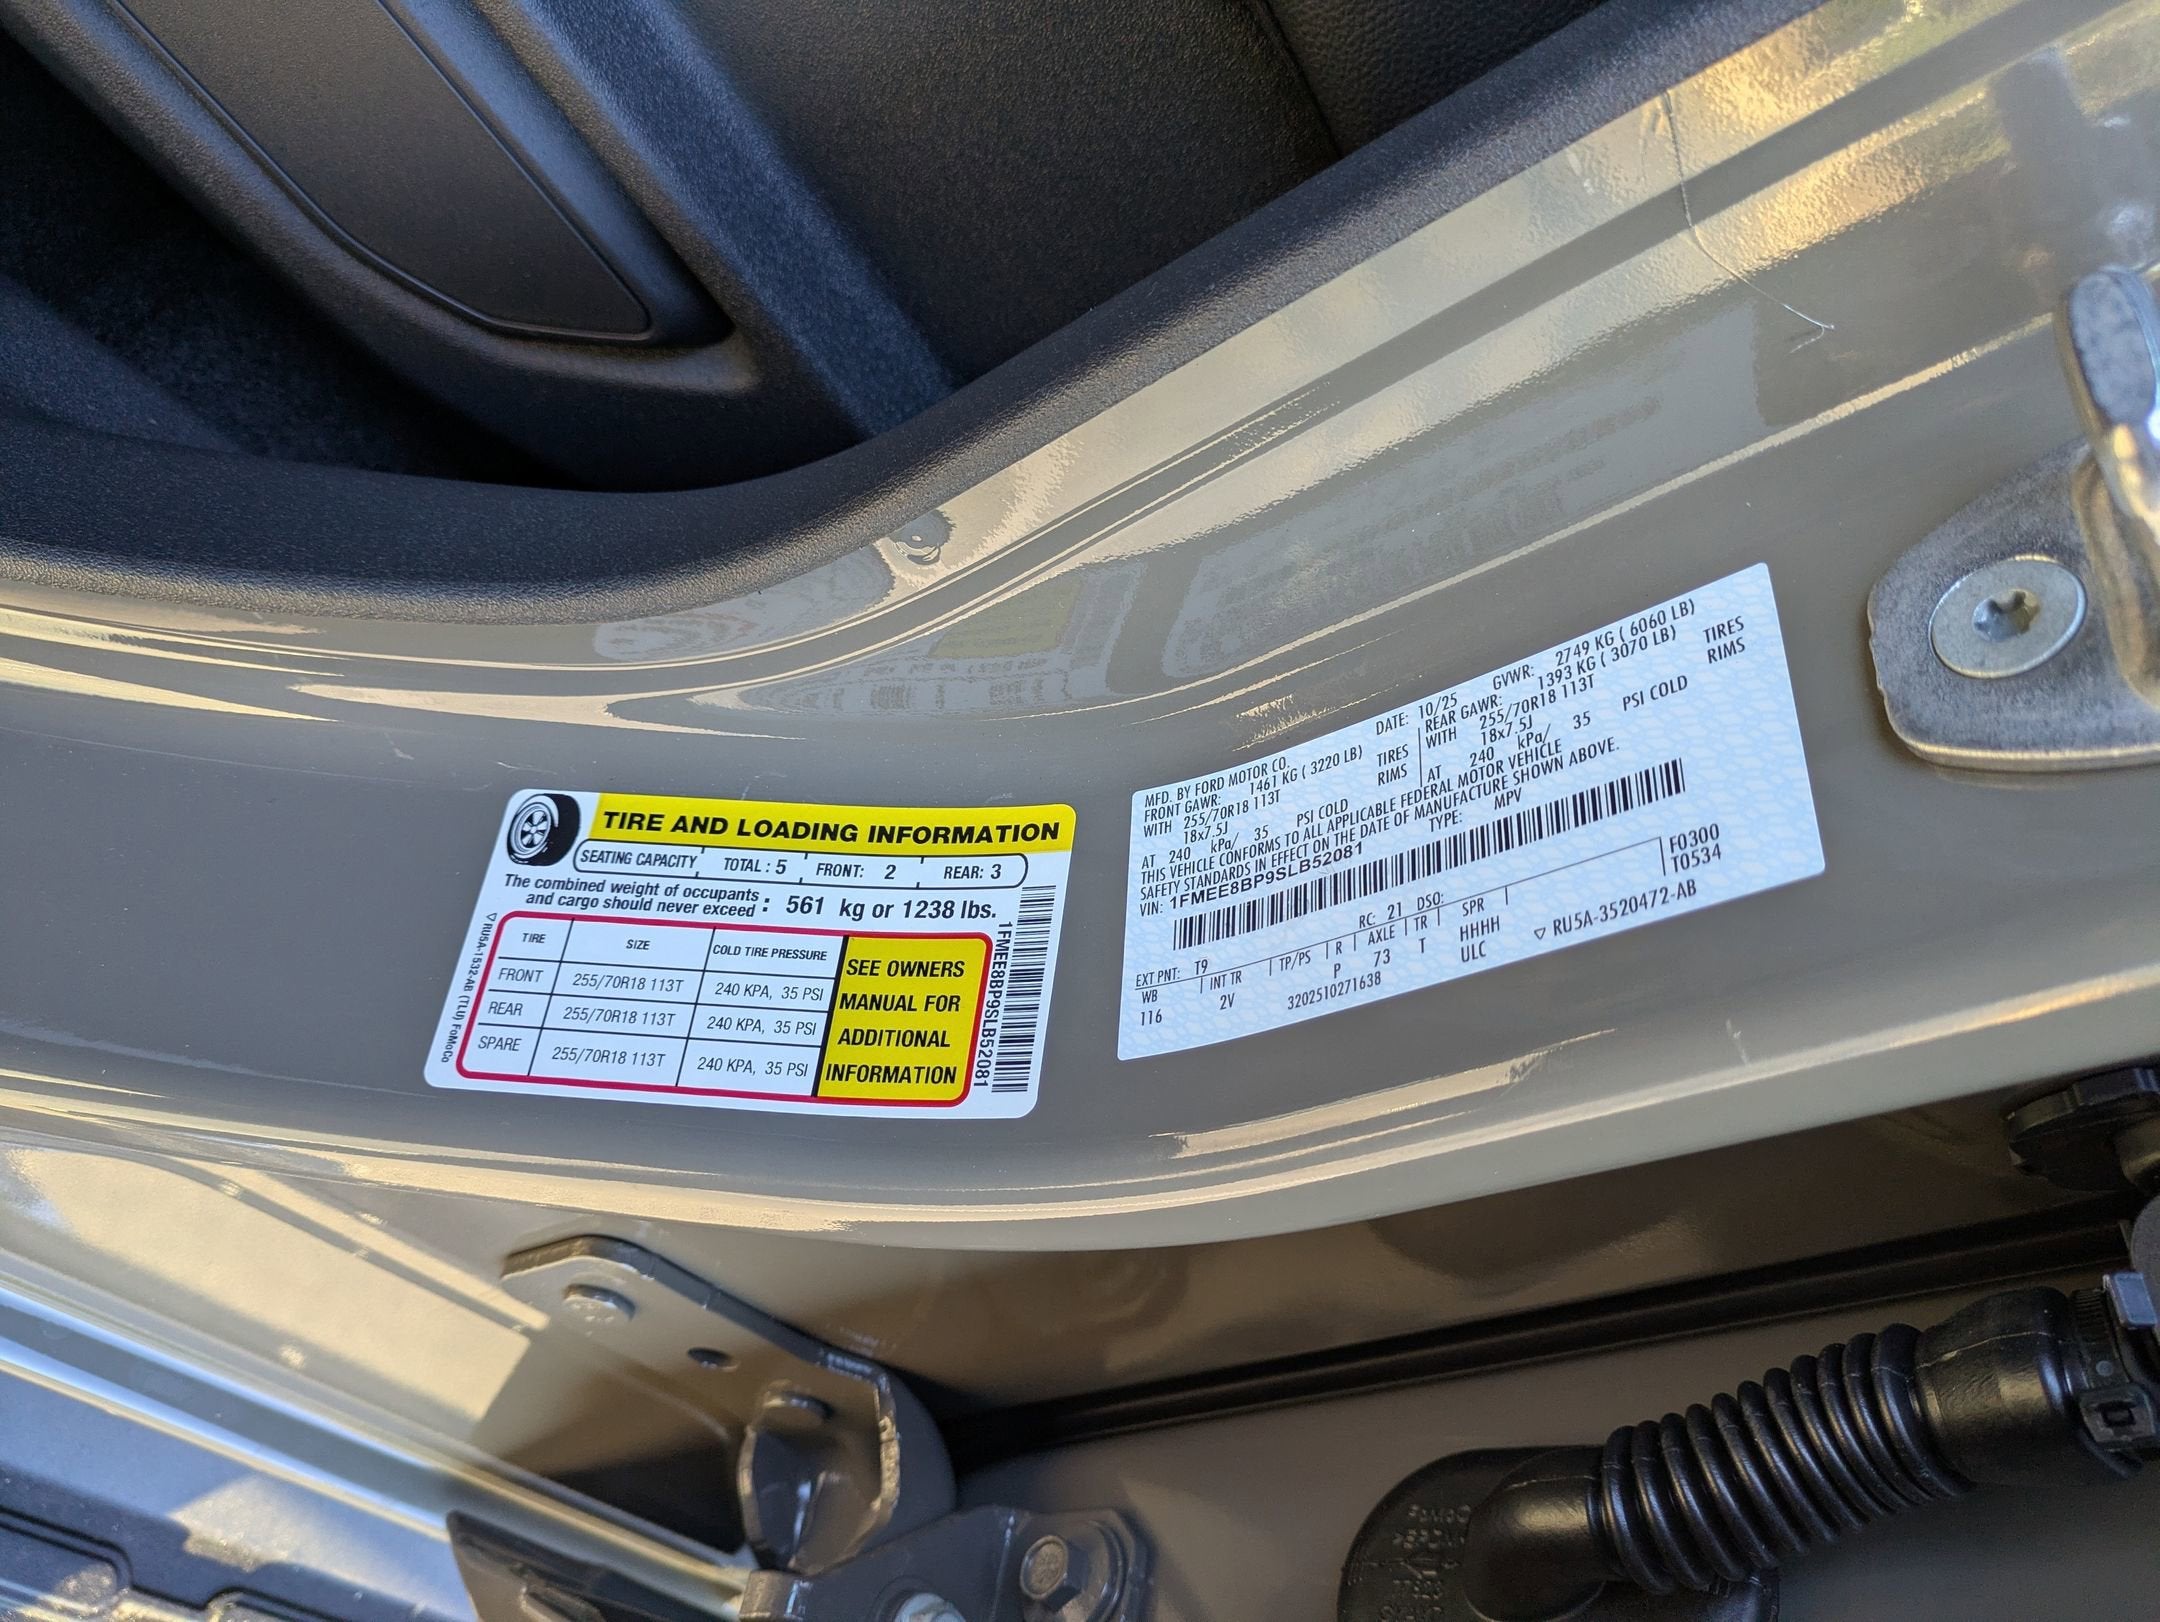 TIRE AND LOADING INFORMATION
SEATING CAPACITY TOTAL : 5 FRONT: 2 REAR: 3
The combined weight of occupants
and cargo should never exceed : 561 kg or 1238 lbs.
TIRE SIZE COLD TIRE PRESSURE
FRONT 255/70R18 113T 240 KPA, 35 PSI
REAR 255/70R18 113T 240 KPA, 35 PSI
SPARE 255/70R18 113T 240 KPA, 35 PSI
SEE OWNERS
MANUAL FOR
ADDITIONAL
INFORMATION
1FMEE8BP9SLB52081
RU5A-1532-AB (TLU) FoMoCo
MFD. BY FORD MOTOR CO. DATE: 10/25 GVWR: 2749 KG ( 6060 LB)
FRONT GAWR: 1461 KG ( 3220 LB) REAR GAWR: 1393 KG ( 3070 LB)
WITH 255/70R18 113T TIRES WITH 255/70R18 113T TIRES
18x7.5J RIMS 18x7.5J RIMS
AT 240 kPa/ 35 PSI COLD AT 240 kPa/ 35 PSI COLD
THIS VEHICLE CONFORMS TO ALL APPLICABLE FEDERAL MOTOR VEHICLE
SAFETY STANDARDS IN EFFECT ON THE DATE OF MANUFACTURE SHOWN ABOVE.
VIN: 1FMEE8BP9SLB52081 TYPE: MPV
F0300
T0534
EXT PNT: T9 RC: 21 DSO:
WB INT TR TP/PS R AXLE TR SPR
116 2V P 73 T HHHH
ULC
3202510271638
RU5A-3520472-AB
FoMoCo